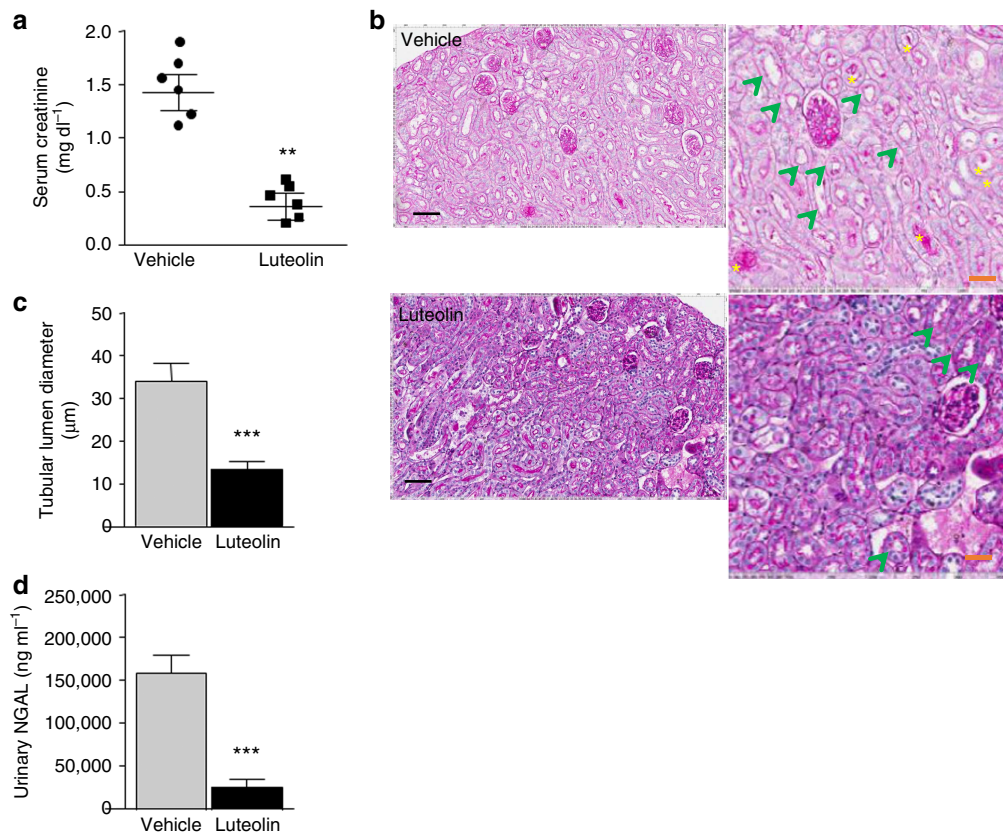 a
Serum creatinine
(mg dl⁻¹)
2.0
1.5
1.0
0.5
0.0
**
Vehicle
Luteolin
b
Vehicle
*
*
*
*
*
*
Luteolin
c
Tubular lumen diameter
(μm)
50
40
30
20
10
0
***
Vehicle
Luteolin
d
Urinary NGAL (ng ml⁻¹)
250,000
200,000
150,000
100,000
50,000
0
***
Vehicle
Luteolin